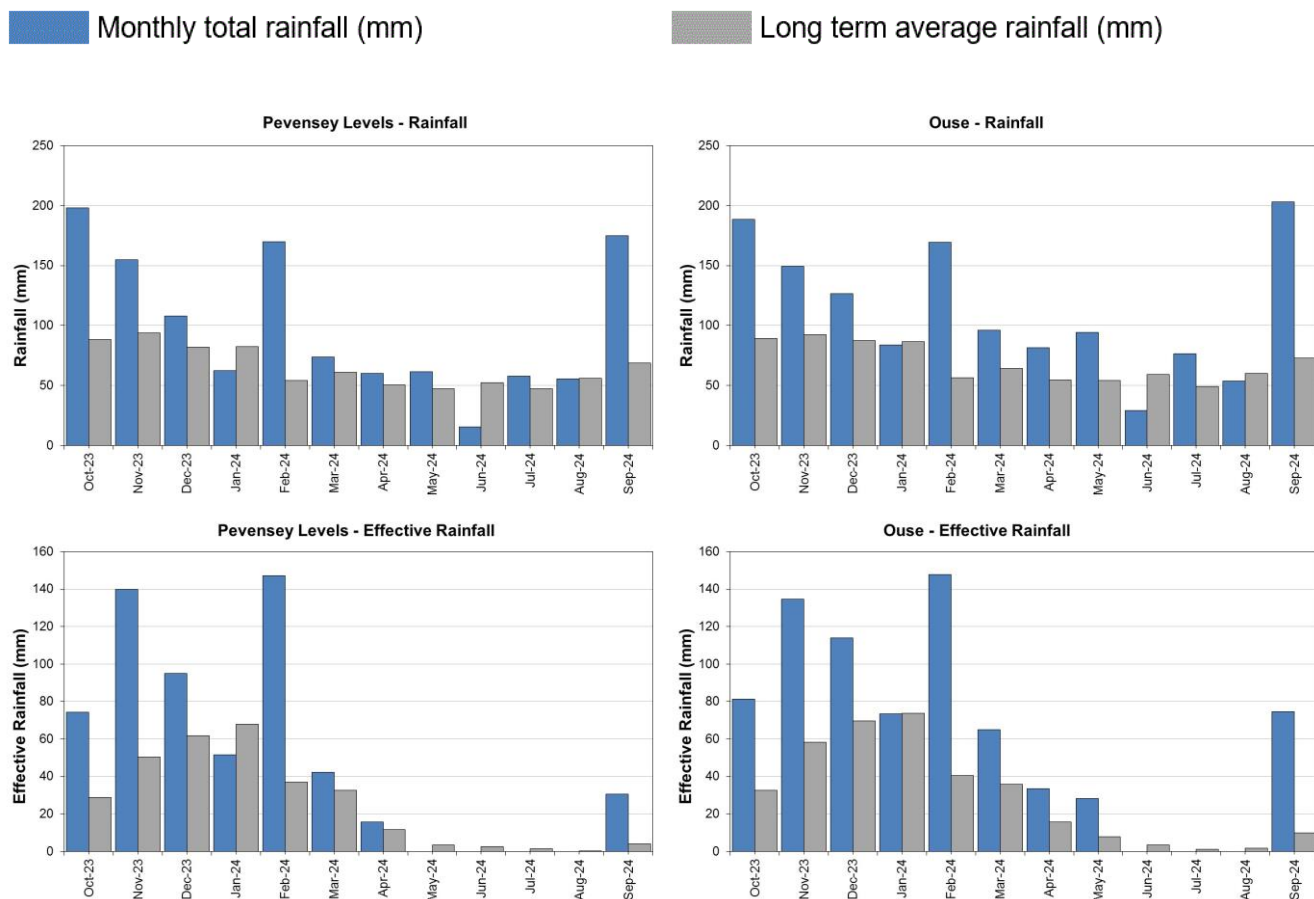 Monthly total rainfall (mm)
Long term average rainfall (mm)
Pevensey Levels - Rainfall
Rainfall (mm)
250
200
150
100
50
0
Oct-23
Nov-23
Dec-23
Jan-24
Feb-24
Mar-24
Apr-24
May-24
Jun-24
Jul-24
Aug-24
Sep-24
Ouse - Rainfall
Rainfall (mm)
250
200
150
100
50
0
Oct-23
Nov-23
Dec-23
Jan-24
Feb-24
Mar-24
Apr-24
May-24
Jun-24
Jul-24
Aug-24
Sep-24
Pevensey Levels - Effective Rainfall
Effective Rainfall (mm)
160
140
120
100
80
60
40
20
0
Oct-23
Nov-23
Dec-23
Jan-24
Feb-24
Mar-24
Apr-24
May-24
Jun-24
Jul-24
Aug-24
Sep-24
Ouse - Effective Rainfall
Effective Rainfall (mm)
160
140
120
100
80
60
40
20
0
Oct-23
Nov-23
Dec-23
Jan-24
Feb-24
Mar-24
Apr-24
May-24
Jun-24
Jul-24
Aug-24
Sep-24